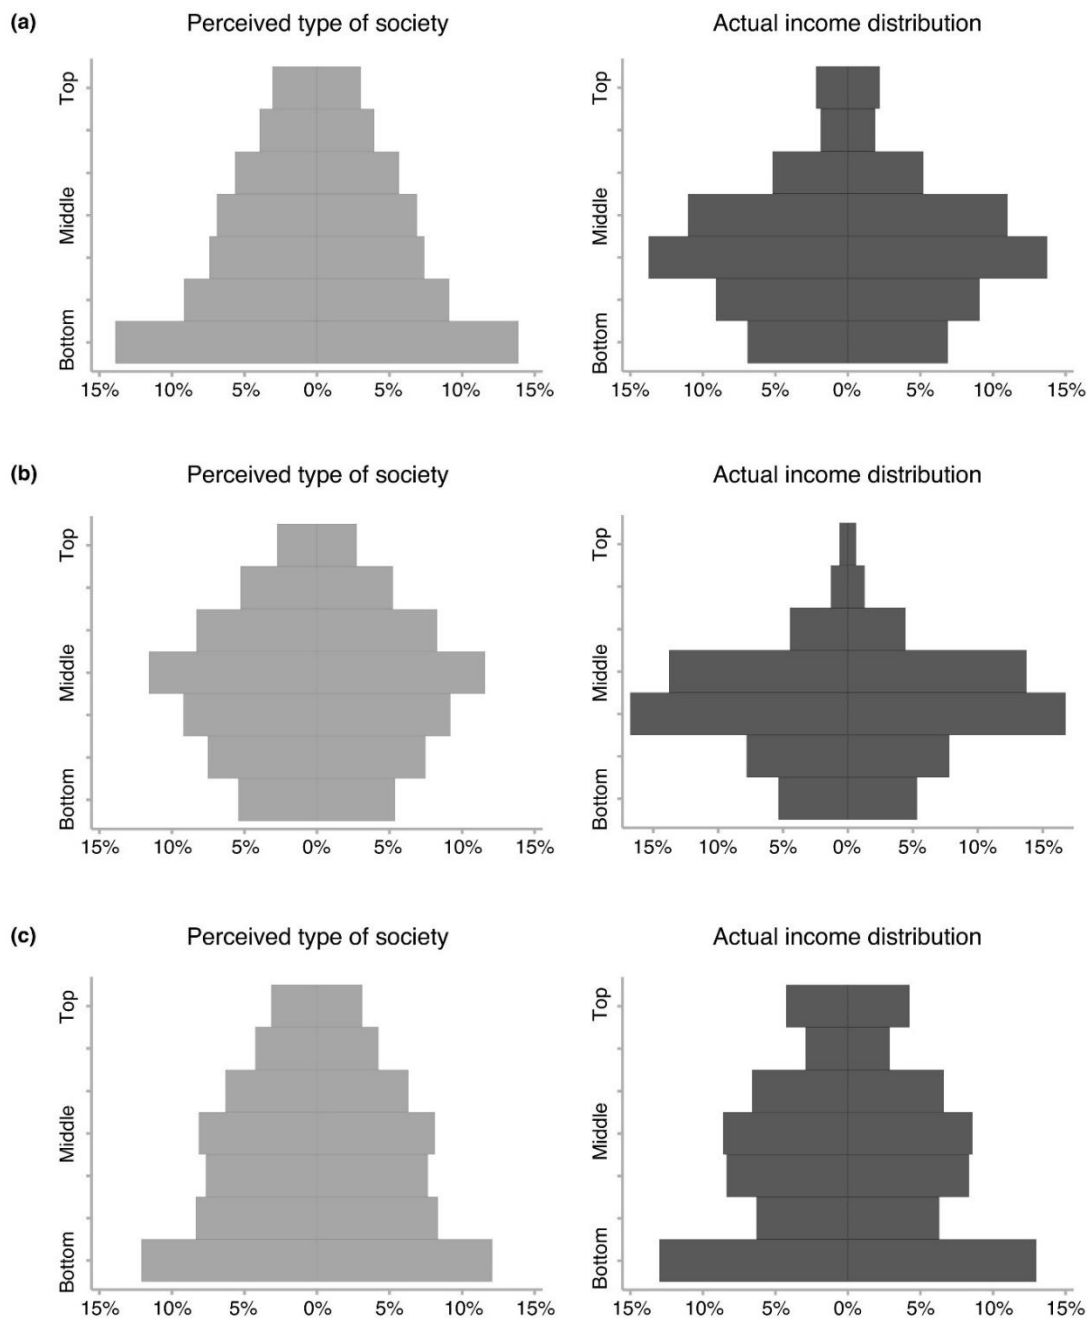 (a)
Perceived type of society
Actual income distribution
Top
Middle
Bottom
15% 10% 5% 0% 5% 10% 15%
Top
Middle
Bottom
15% 10% 5% 0% 5% 10% 15%
(b)
Perceived type of society
Actual income distribution
Top
Middle
Bottom
15% 10% 5% 0% 5% 10% 15%
Top
Middle
Bottom
15% 10% 5% 0% 5% 10% 15%
(c)
Perceived type of society
Actual income distribution
Top
Middle
Bottom
15% 10% 5% 0% 5% 10% 15%
Top
Middle
Bottom
15% 10% 5% 0% 5% 10% 15%